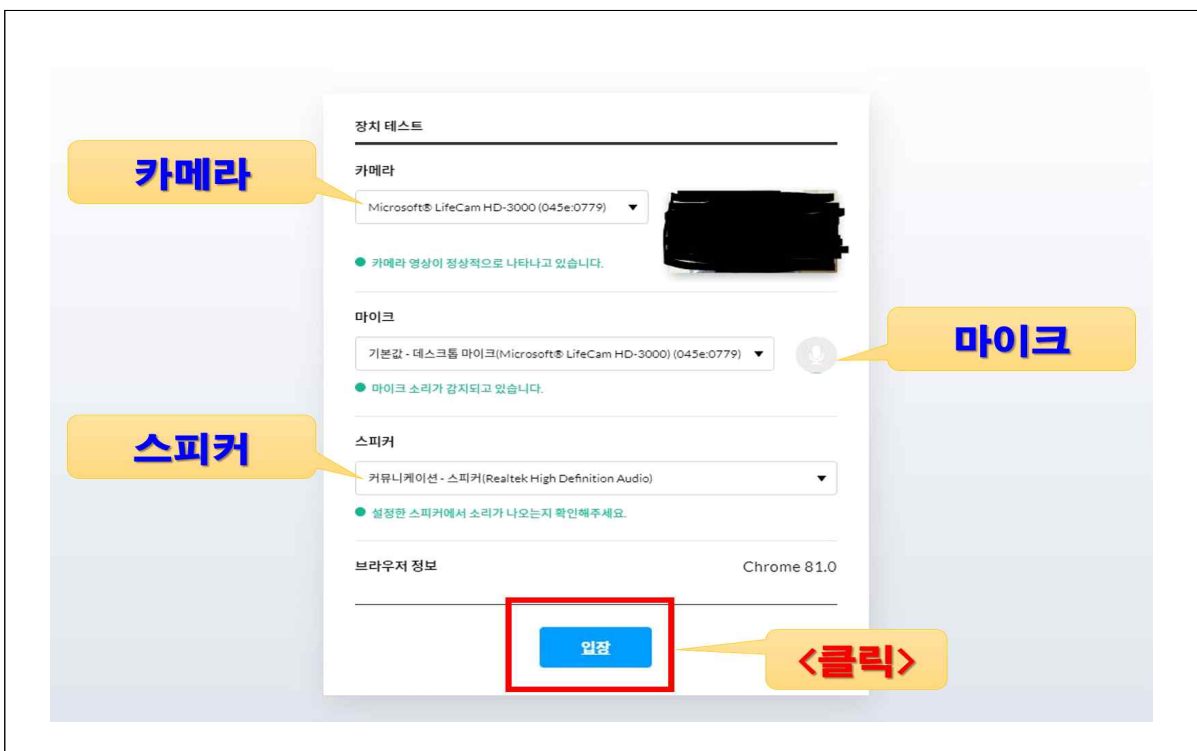 장치 테스트
카메라
카메라
Microsoft® LifeCam HD-3000 (045e:0779)
카메라 영상이 정상적으로 나타나고 있습니다.
마이크
마이크
기본값 - 데스크톱 마이크(Microsoft® LifeCam HD-3000) (045e:0779)
마이크 소리가 감지되고 있습니다.
스피커
스피커
커뮤니케이션 - 스피커(Realtek High Definition Audio)
설정한 스피커에서 소리가 나오는지 확인해주세요.
브라우저 정보 Chrome 81.0
입장
<클릭>